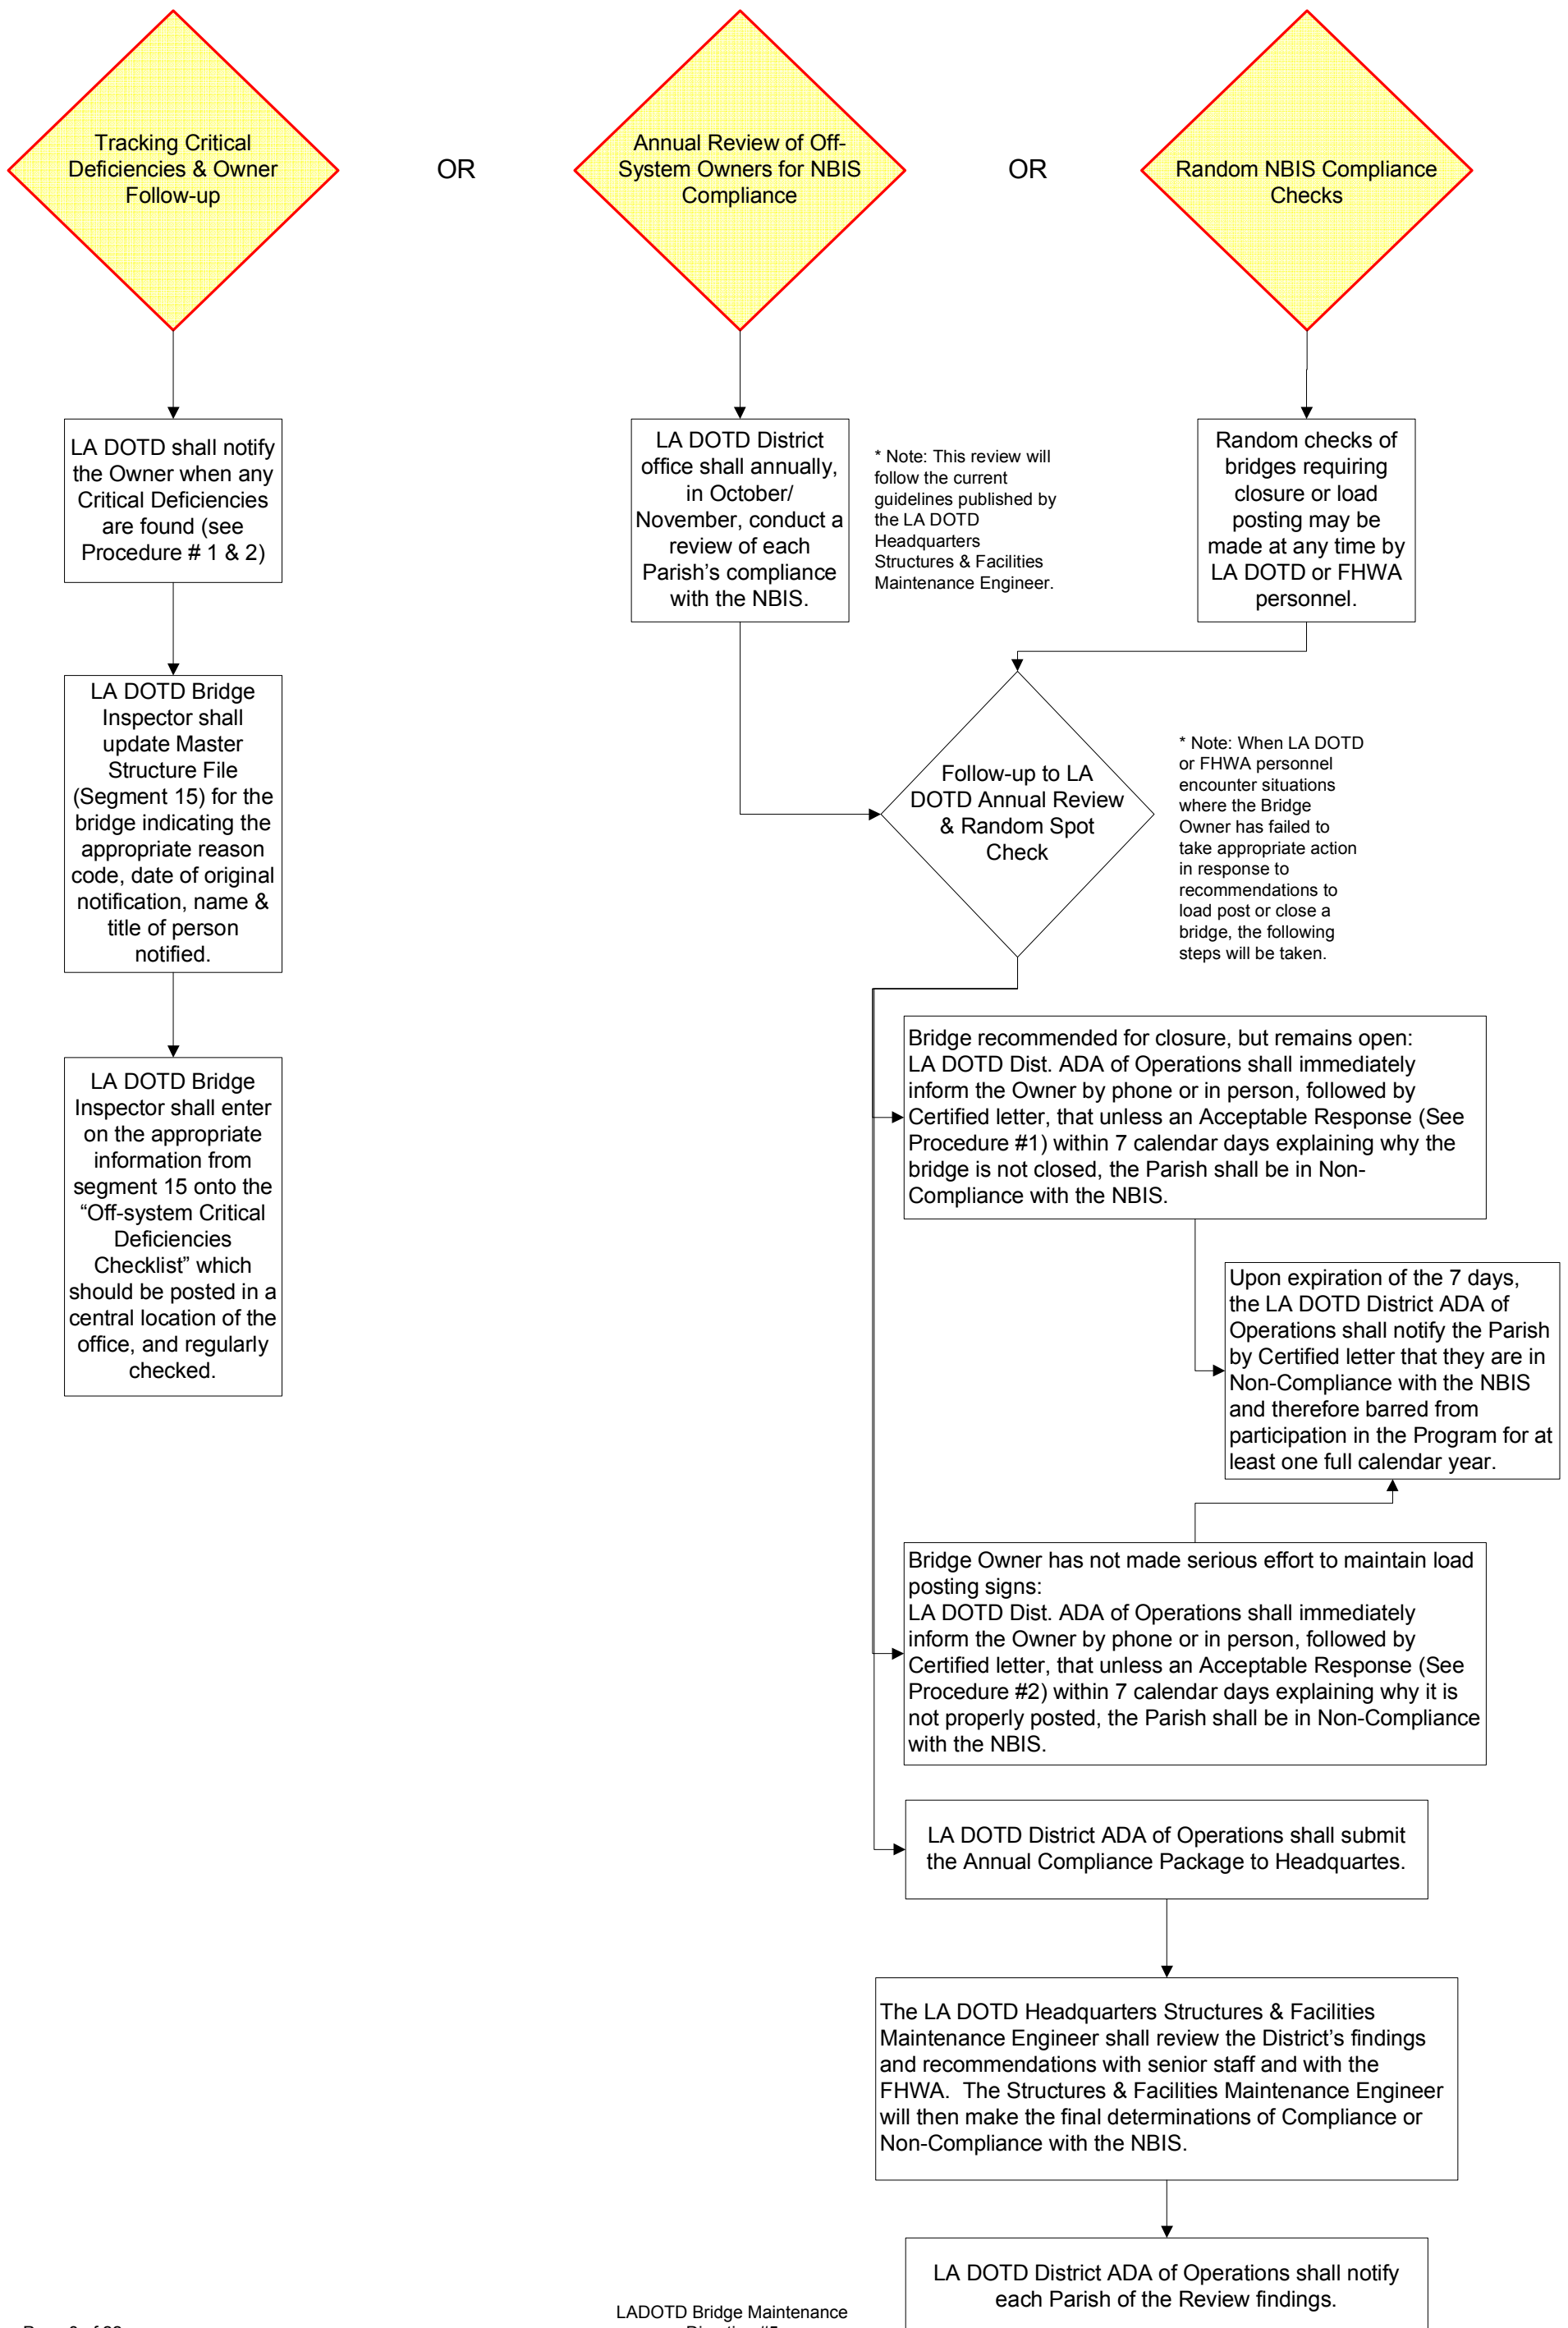 Tracking Critical
Deficiencies & Owner
Follow-up
OR
Annual Review of Off-
System Owners for NBIS
Compliance
OR
Random NBIS Compliance
Checks
LA DOTD shall notify
the Owner when any
Critical Deficiencies
are found (see
Procedure # 1 & 2)
LA DOTD District
office shall annually,
in October/
November, conduct a
review of each
Parish's compliance
with the NBIS.
* Note: This review will
follow the current
guidelines published by
the LA DOTD
Headquarters
Structures & Facilities
Maintenance Engineer.
Random checks of
bridges requiring
closure or load
posting may be
made at any time by
LA DOTD or FHWA
personnel.
LA DOTD Bridge
Inspector shall
update Master
Structure File
(Segment 15) for the
bridge indicating the
appropriate reason
code, date of original
notification, name &
title of person
notified.
Follow-up to LA
DOTD Annual Review
& Random Spot
Check
* Note: When LA DOTD
or FHWA personnel
encounter situations
where the Bridge
Owner has failed to
take appropriate action
in response to
recommendations to
load post or close a
bridge, the following
steps will be taken.
LA DOTD Bridge
Inspector shall enter
on the appropriate
information from
segment 15 onto the
“Off-system Critical
Deficiencies
Checklist” which
should be posted in a
central location of the
office, and regularly
checked.
Bridge recommended for closure, but remains open:
LA DOTD Dist. ADA of Operations shall immediately
inform the Owner by phone or in person, followed by
Certified letter, that unless an Acceptable Response (See
Procedure #1) within 7 calendar days explaining why the
bridge is not closed, the Parish shall be in Non-
Compliance with the NBIS.
Upon expiration of the 7 days,
the LA DOTD District ADA of
Operations shall notify the Parish
by Certified letter that they are in
Non-Compliance with the NBIS
and therefore barred from
participation in the Program for at
least one full calendar year.
Bridge Owner has not made serious effort to maintain load
posting signs:
LA DOTD Dist. ADA of Operations shall immediately
inform the Owner by phone or in person, followed by
Certified letter, that unless an Acceptable Response (See
Procedure #2) within 7 calendar days explaining why it is
not properly posted, the Parish shall be in Non-Compliance
with the NBIS.
LA DOTD District ADA of Operations shall submit
the Annual Compliance Package to Headquartes.
The LA DOTD Headquarters Structures & Facilities
Maintenance Engineer shall review the District's findings
and recommendations with senior staff and with the
FHWA.  The Structures & Facilities Maintenance Engineer
will then make the final determinations of Compliance or
Non-Compliance with the NBIS.
LA DOTD District ADA of Operations shall notify
each Parish of the Review findings.
LADOTD Bridge Maintenance